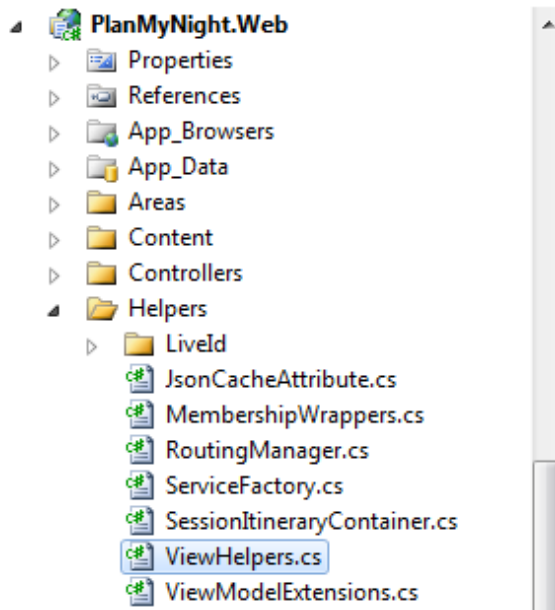 PlanMyNight.Web
Properties
References
App_Browsers
App_Data
Areas
Content
Controllers
Helpers
LiveId
JsonCacheAttribute.cs
MembershipWrappers.cs
RoutingManager.cs
ServiceFactory.cs
SessionItineraryContainer.cs
ViewHelpers.cs
ViewModelExtensions.cs